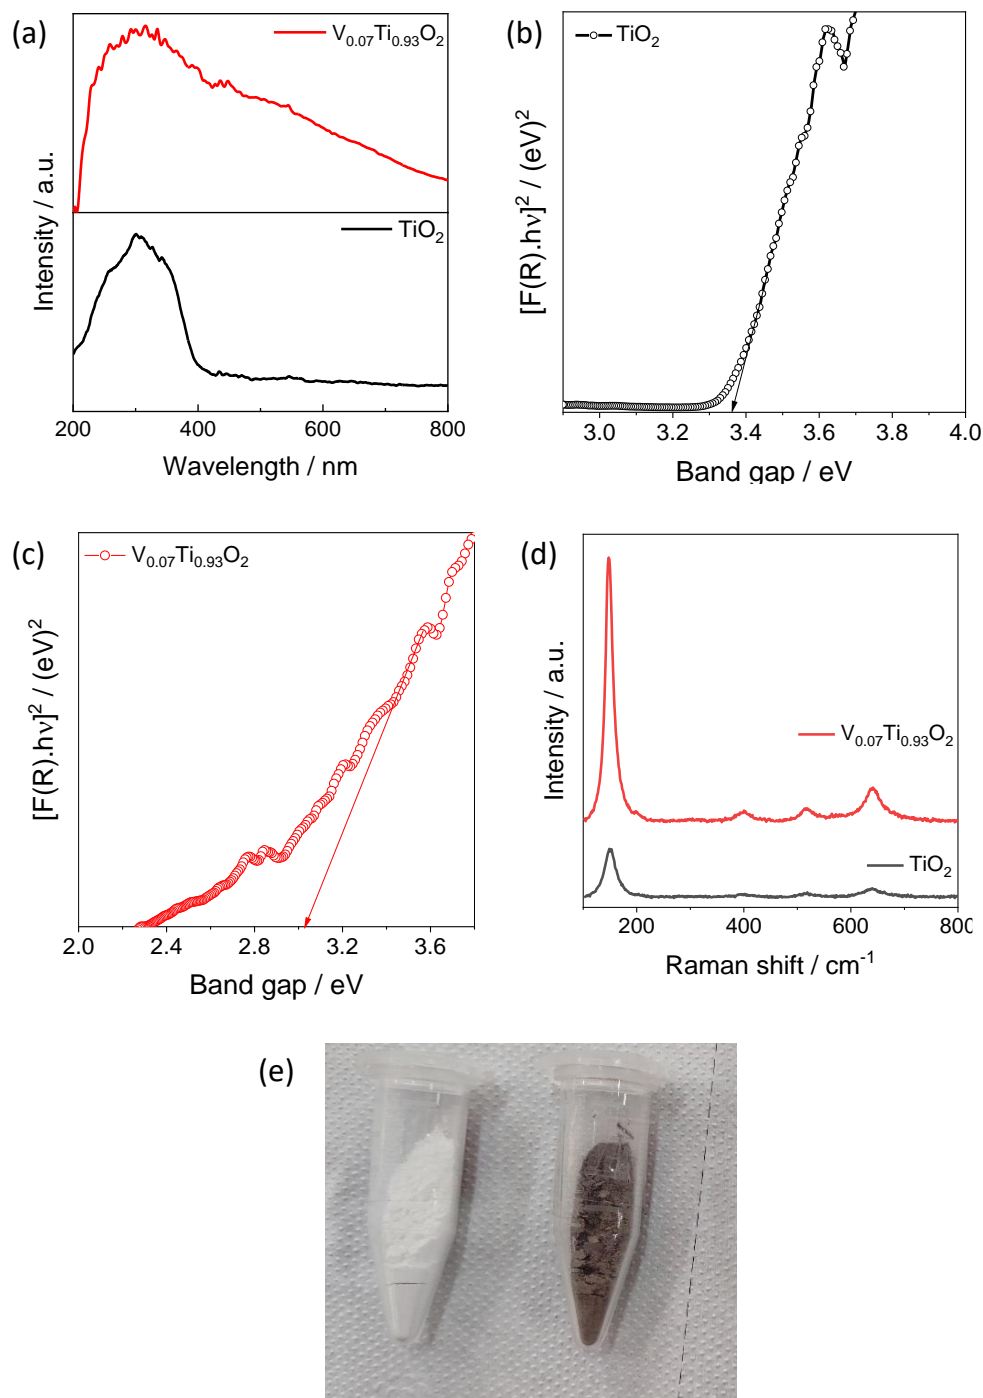 (a)
V₀.₀₇Ti₀.₉₃O₂
TiO₂
Intensity / a.u.
200 400 600 800
Wavelength / nm
(b)
TiO₂
[F(R).hν]² / (eV)²
3.0 3.2 3.4 3.6 3.8 4.0
Band gap / eV
(c)
V₀.₀₇Ti₀.₉₃O₂
[F(R).hν]² / (eV)²
2.0 2.4 2.8 3.2 3.6
Band gap / eV
(d)
V₀.₀₇Ti₀.₉₃O₂
TiO₂
Intensity / a.u.
200 400 600 800
Raman shift / cm⁻¹
(e)